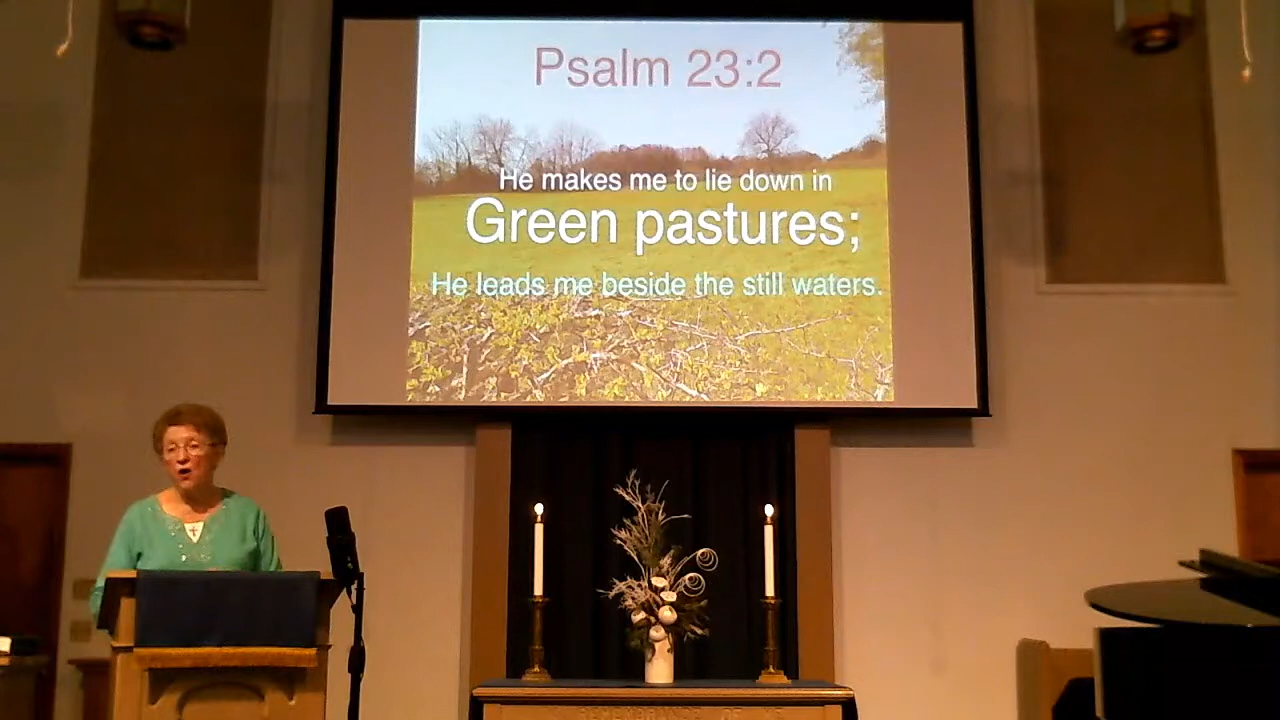 Psalm 23:2
He makes me to lie down in
Green pastures;
He leads me beside the still waters.